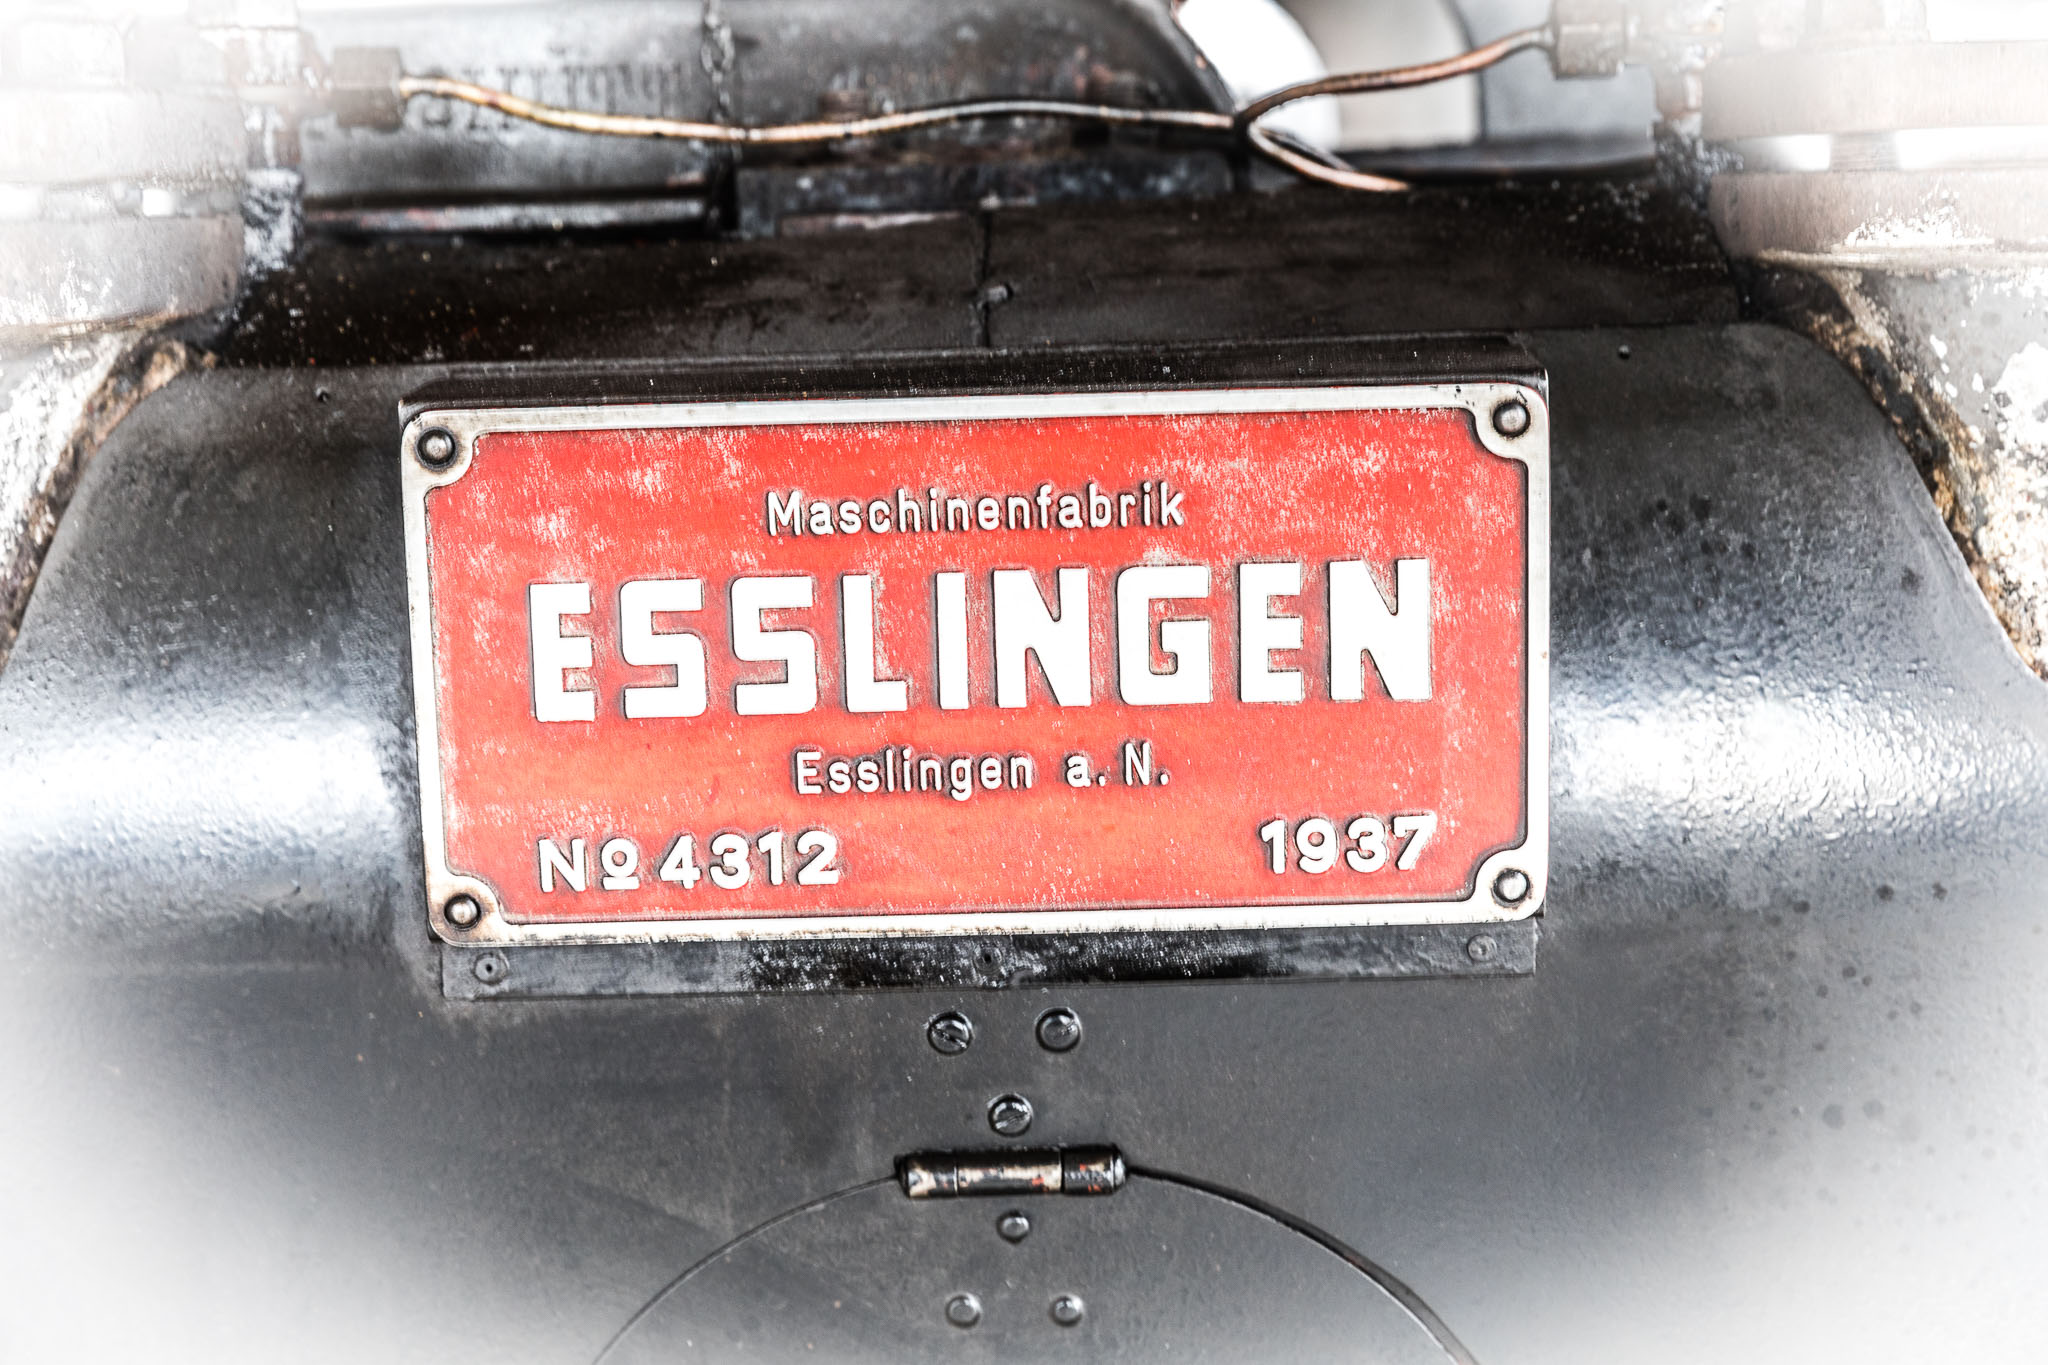 Maschinenfabrik
ESSLINGEN
Esslingen a. N.
Nº 4312 1937